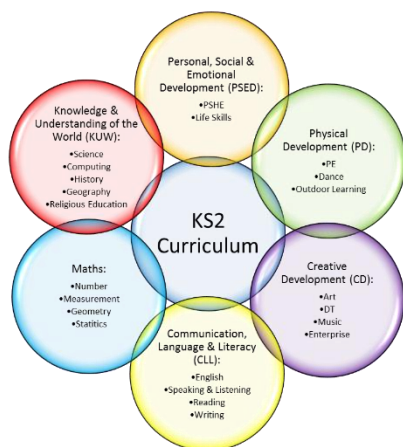 Personal, Social &
Emotional
Development (PSED):
•PSHE
•Life Skills
Knowledge &
Understanding of the
World (KUW):
•Science
•Computing
•History
•Geography
•Religious Education
Physical
Development (PD):
•PE
•Dance
•Outdoor Learning
KS2
Curriculum
Maths:
•Number
•Measurement
•Geometry
•Statitics
Creative
Development (CD):
•Art
•DT
•Music
•Enterprise
Communication,
Language & Literacy
(CLL):
•English
•Speaking & Listening
•Reading
•Writing